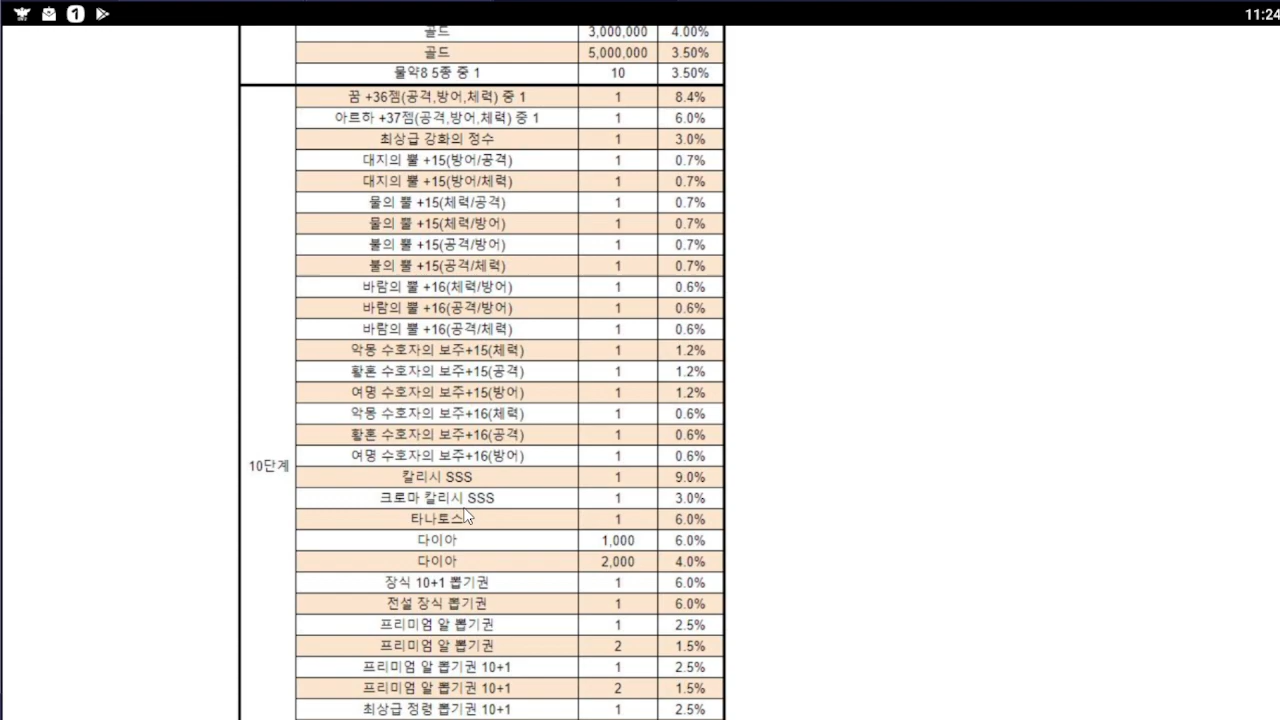 1 11:24
골드 3,000,000 4.00%
골드 5,000,000 3.50%
물약8 5종 중 1 10 3.50%
꿈 +36젬(공격,방어,체력) 중 1 1 8.4%
아르하 +37젬(공격,방어,체력) 중 1 1 6.0%
최상급 강화의 정수 1 3.0%
대지의 뿔 +15(방어/공격) 1 0.7%
대지의 뿔 +15(방어/체력) 1 0.7%
물의 뿔 +15(체력/공격) 1 0.7%
물의 뿔 +15(체력/방어) 1 0.7%
불의 뿔 +15(공격/방어) 1 0.7%
불의 뿔 +15(공격/체력) 1 0.7%
바람의 뿔 +16(체력/방어) 1 0.6%
바람의 뿔 +16(공격/방어) 1 0.6%
바람의 뿔 +16(공격/체력) 1 0.6%
악몽 수호자의 보주+15(체력) 1 1.2%
황혼 수호자의 보주+15(공격) 1 1.2%
여명 수호자의 보주+15(방어) 1 1.2%
악몽 수호자의 보주+16(체력) 1 0.6%
황혼 수호자의 보주+16(공격) 1 0.6%
여명 수호자의 보주+16(방어) 1 0.6%
10단계
칼리시 SSS 1 9.0%
크로마 칼리시 SSS 1 3.0%
타나토스 1 6.0%
다이아 1,000 6.0%
다이아 2,000 4.0%
장식 10+1 뽑기권 1 6.0%
전설 장식 뽑기권 1 6.0%
프리미엄 알 뽑기권 1 2.5%
프리미엄 알 뽑기권 2 1.5%
프리미엄 알 뽑기권 10+1 1 2.5%
프리미엄 알 뽑기권 10+1 2 1.5%
최상급 정령 뽑기권 10+1 1 2.5%